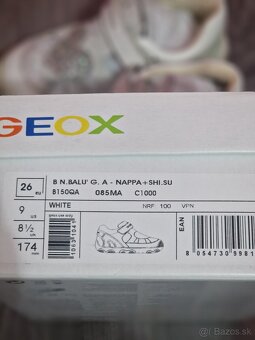 GEOX
26 eu
B.N.BALU' G. A - NAPPA+SHI.SU
B150QA 085MA C1000
9 us
WHITE
NRF: 100 VPN
8½ uk
174 mm
EAN
8 054730 9981
Bazos.sk